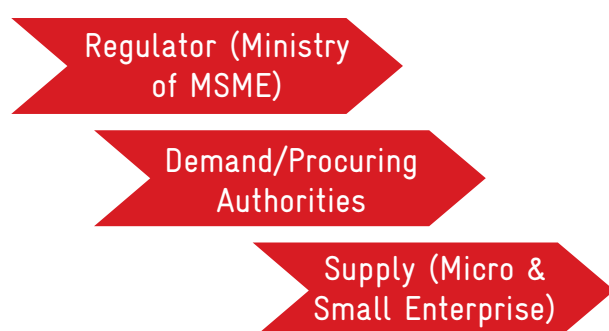 Regulator (Ministry
of MSME)
Demand/Procuring
Authorities
Supply (Micro &
Small Enterprise)